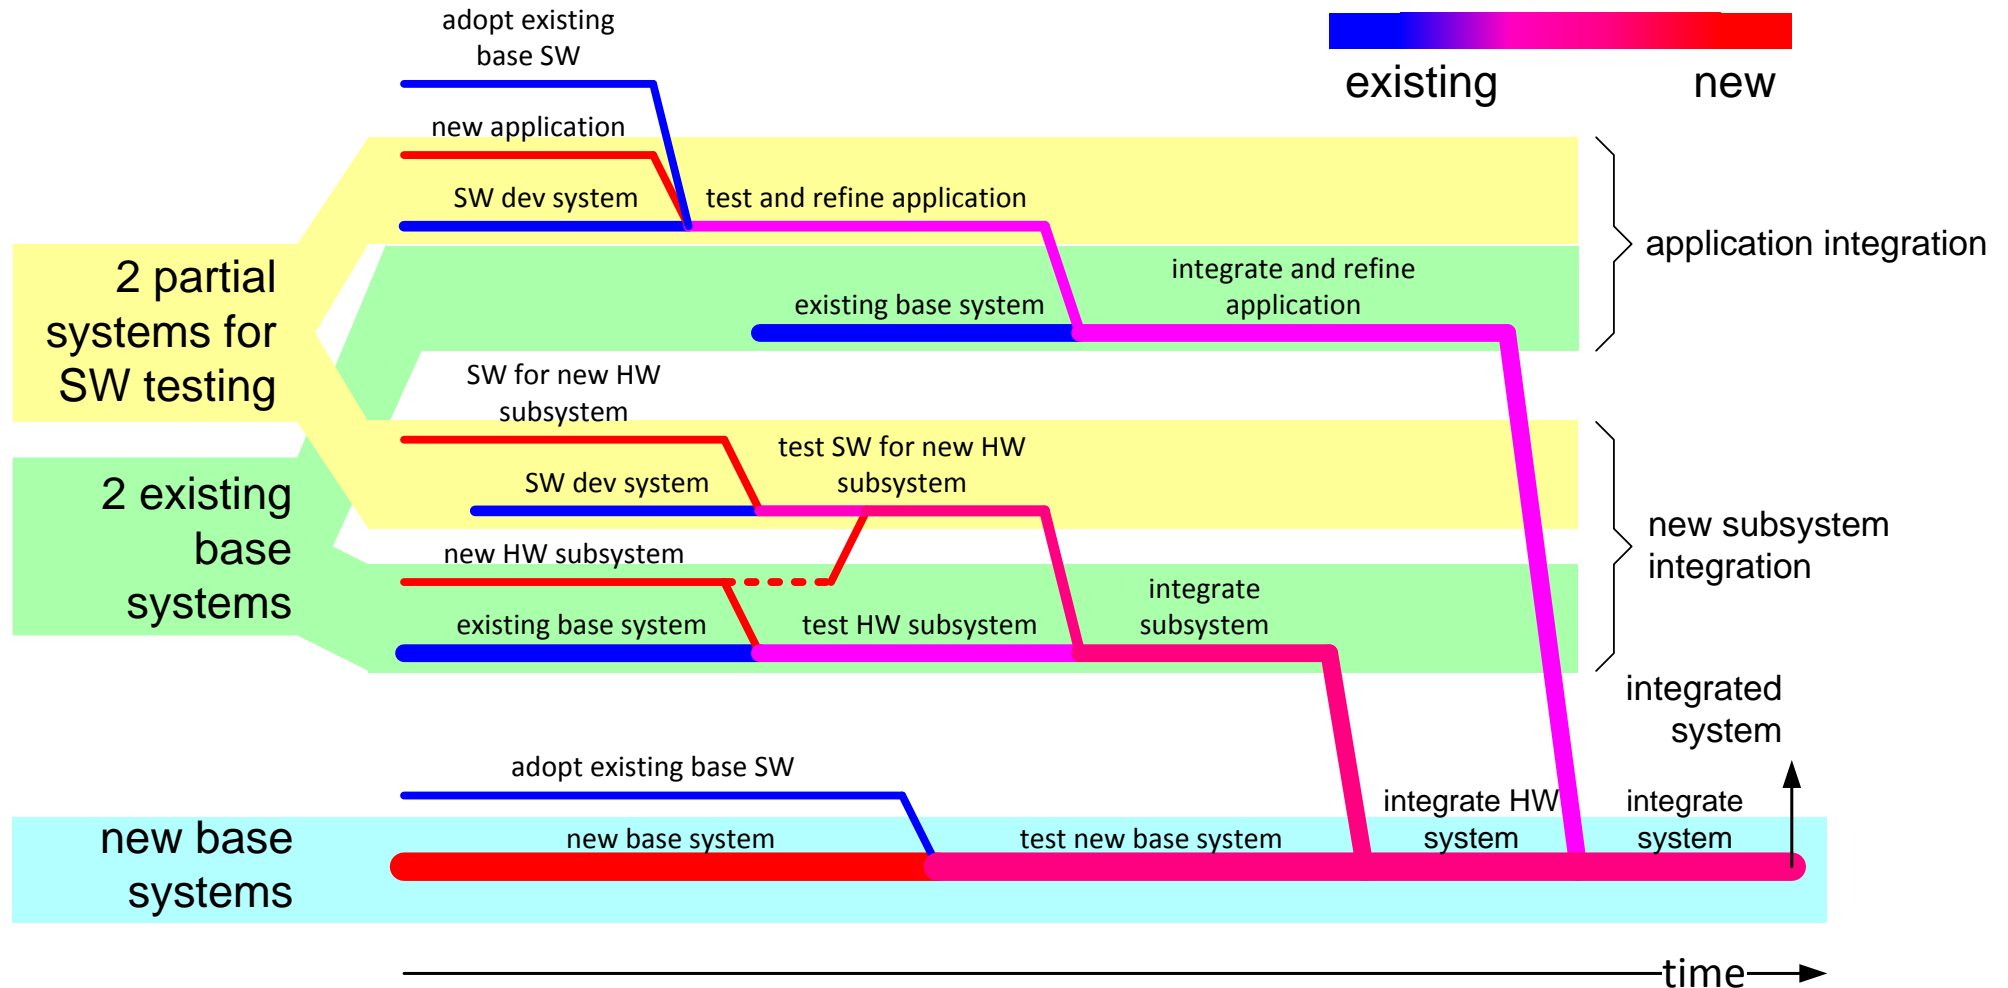 adopt existing
base SW
existing
new
new application
SW dev system
test and refine application
application integration
2 partial
systems for
SW testing
integrate and refine
application
existing base system
SW for new HW
subsystem
test SW for new HW
subsystem
SW dev system
2 existing
base
systems
new subsystem
integration
new HW subsystem
integrate
subsystem
existing base system
test HW subsystem
integrated
system
adopt existing base SW
integrate HW
system
integrate
system
new base
systems
new base system
test new base system
time